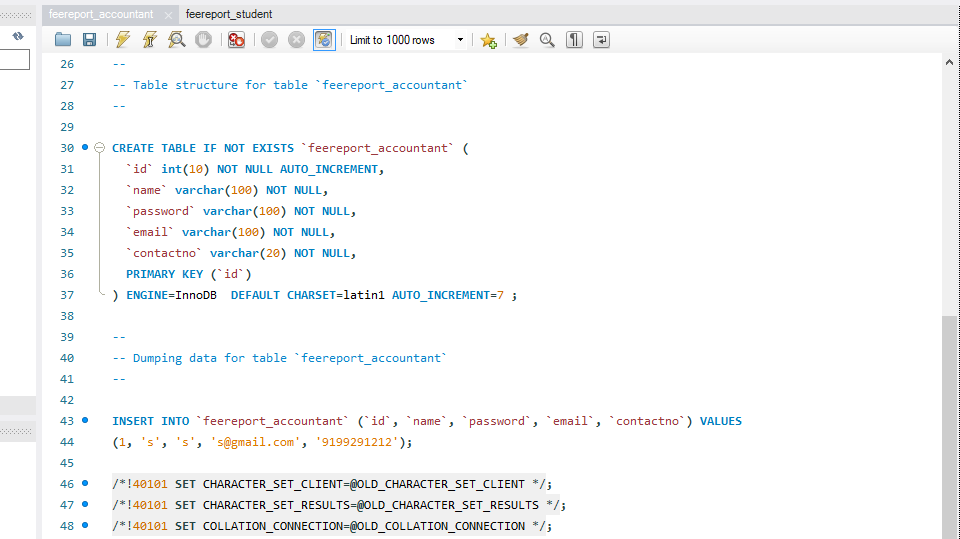 feereport_accountant × feereport_student
Limit to 1000 rows
26 --
27 -- Table structure for table `feereport_accountant`
28 --
29
30 CREATE TABLE IF NOT EXISTS `feereport_accountant` (
31 `id` int(10) NOT NULL AUTO_INCREMENT,
32 `name` varchar(100) NOT NULL,
33 `password` varchar(100) NOT NULL,
34 `email` varchar(100) NOT NULL,
35 `contactno` varchar(20) NOT NULL,
36 PRIMARY KEY (`id`)
37 ) ENGINE=InnoDB  DEFAULT CHARSET=latin1 AUTO_INCREMENT=7 ;
38
39 --
40 -- Dumping data for table `feereport_accountant`
41 --
42
43 INSERT INTO `feereport_accountant` (`id`, `name`, `password`, `email`, `contactno`) VALUES
44 (1, 's', 's', 's@gmail.com', '9199291212');
45
46 /*!40101 SET CHARACTER_SET_CLIENT=@OLD_CHARACTER_SET_CLIENT */;
47 /*!40101 SET CHARACTER_SET_RESULTS=@OLD_CHARACTER_SET_RESULTS */;
48 /*!40101 SET COLLATION_CONNECTION=@OLD_COLLATION_CONNECTION */;